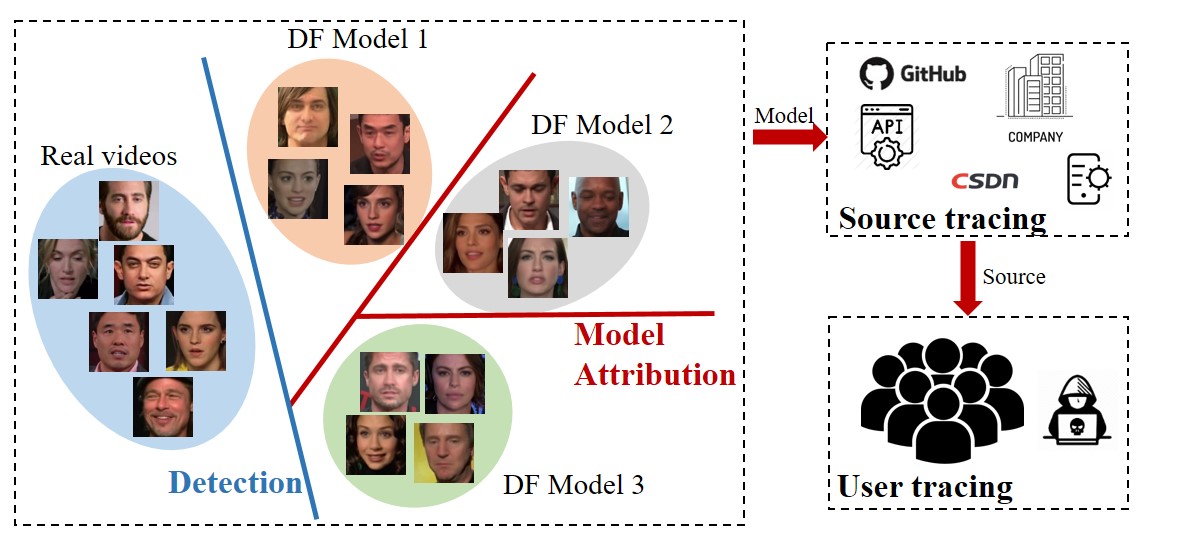 DF Model 1
DF Model 2
Real videos
Model
Attribution
DF Model 3
Detection
Model
GitHub
API
COMPANY
CSDN
Source tracing
Source
User tracing